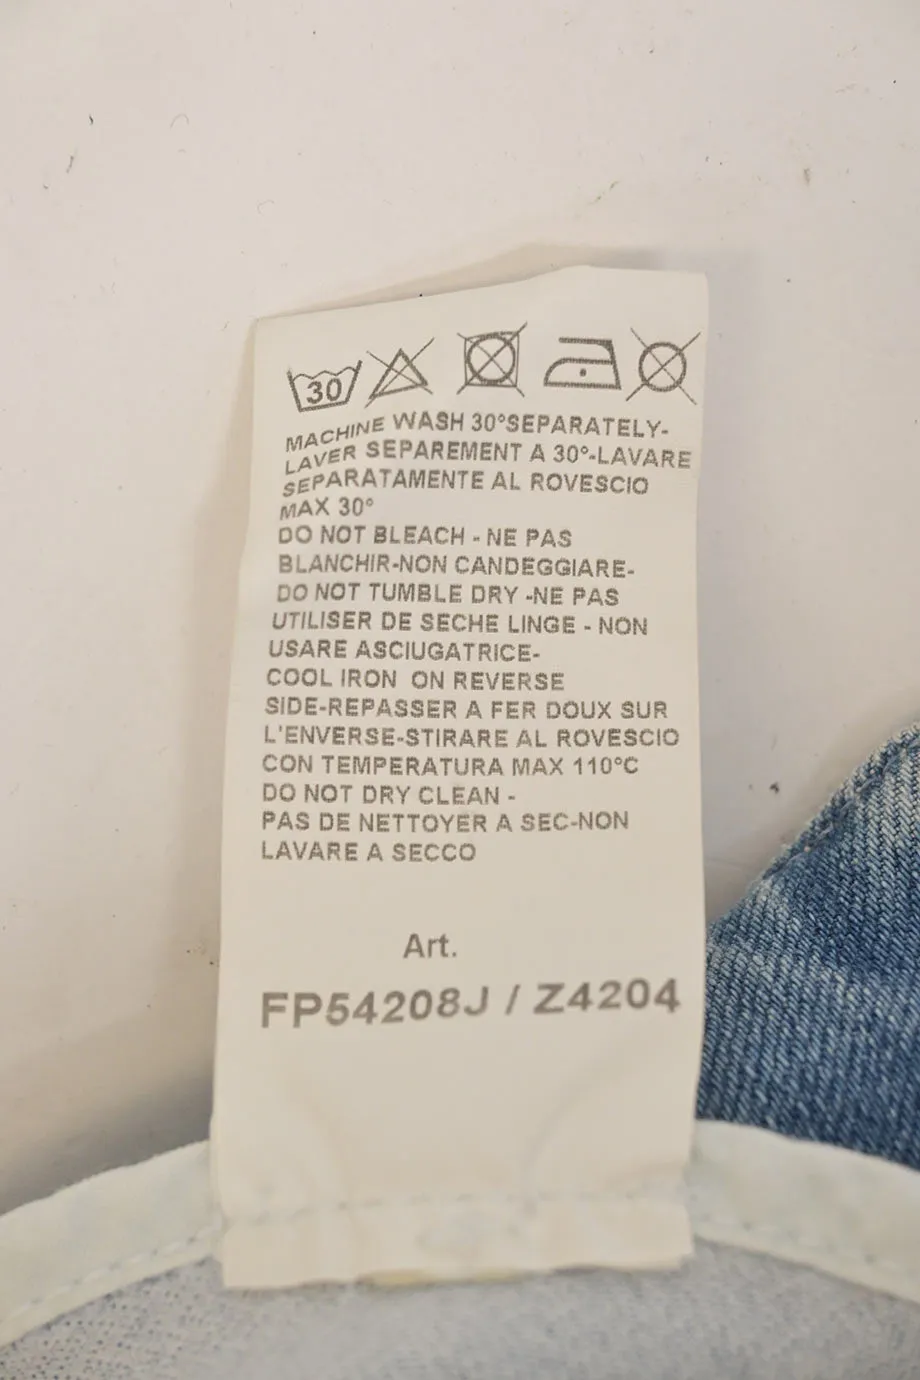 30
MACHINE WASH 30°SEPARATELY-
LAVER SEPAREMENT A 30°-LAVARE
SEPARATAMENTE AL ROVESCIO
MAX 30°
DO NOT BLEACH - NE PAS
BLANCHIR-NON CANDEGGIARE-
DO NOT TUMBLE DRY -NE PAS
UTILISER DE SECHE LINGE - NON
USARE ASCIUGATRICE-
COOL IRON ON REVERSE
SIDE-REPASSER A FER DOUX SUR
L'ENVERSE-STIRARE AL ROVESCIO
CON TEMPERATURA MAX 110°C
DO NOT DRY CLEAN -
PAS DE NETTOYER A SEC-NON
LAVARE A SECCO
Art.
FP54208J / Z4204